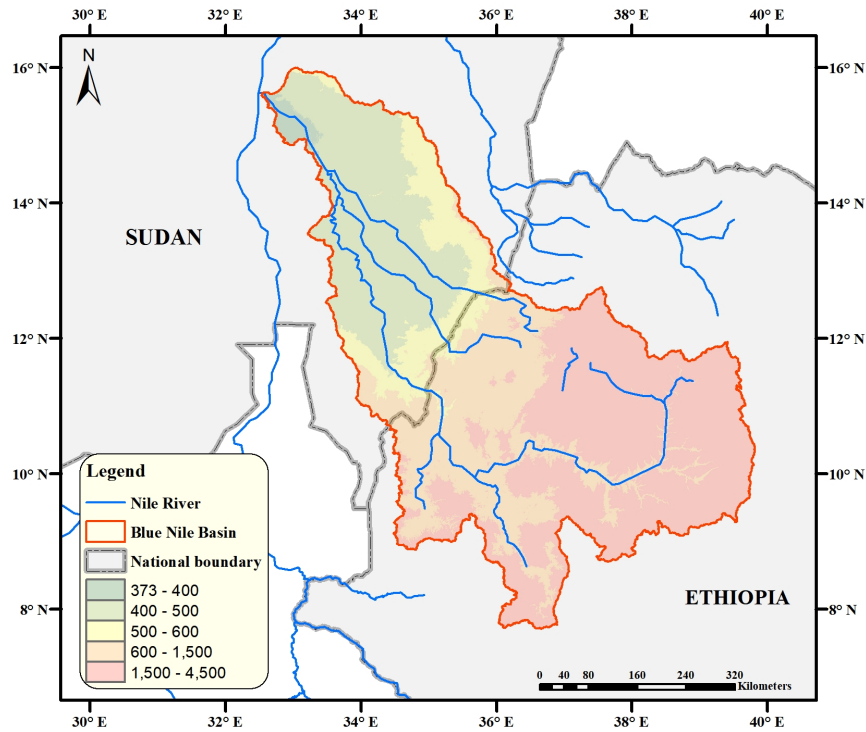 30° E 32° E 34° E 36° E 38° E 40° E
N
16° N 16° N
14° N 14° N
SUDAN
12° N 12° N
10° N 10° N
Legend
Nile River
Blue Nile Basin
National boundary
373 - 400
400 - 500
500 - 600
600 - 1,500
1,500 - 4,500
8° N 8° N
ETHIOPIA
0 40 80 160 240 320
Kilometers
30° E 32° E 34° E 36° E 38° E 40° E